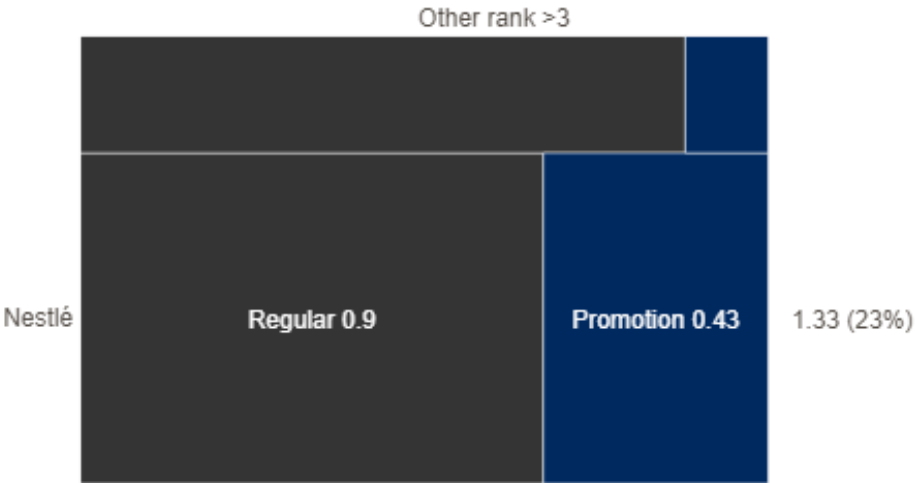 Other rank >3
Nestlé
Regular 0.9
Promotion 0.43
1.33 (23%)